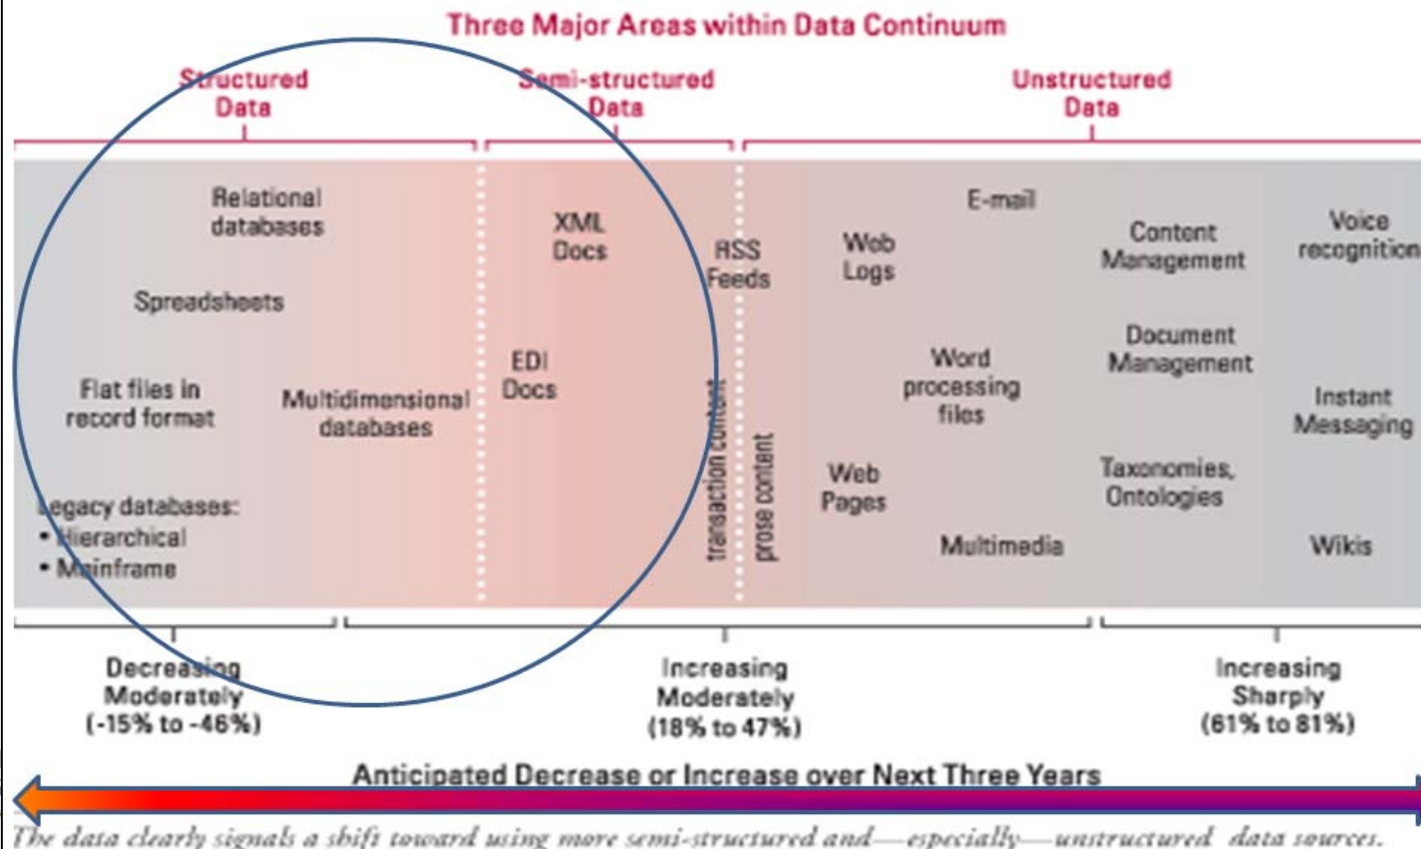 Three Major Areas within Data Continuum
Structured
Data
Semi-structured
Data
Unstructured
Data
Relational
databases
Spreadsheets
Flat files in
record format
Multidimensional
databases
Legacy databases:
• Hierarchical
• Mainframe
XML
Docs
EDI
Docs
RSS
Feeds
transaction content
prose content
Web
Logs
E-mail
Word
processing
files
Web
Pages
Multimedia
Content
Management
Document
Management
Taxonomies,
Ontologies
Voice
recognition
Instant
Messaging
Wikis
Decreasing
Moderately
(-15% to -46%)
Increasing
Moderately
(18% to 47%)
Increasing
Sharply
(61% to 81%)
Anticipated Decrease or Increase over Next Three Years
The data clearly signals a shift toward using more semi-structured and—especially—unstructured data sources.